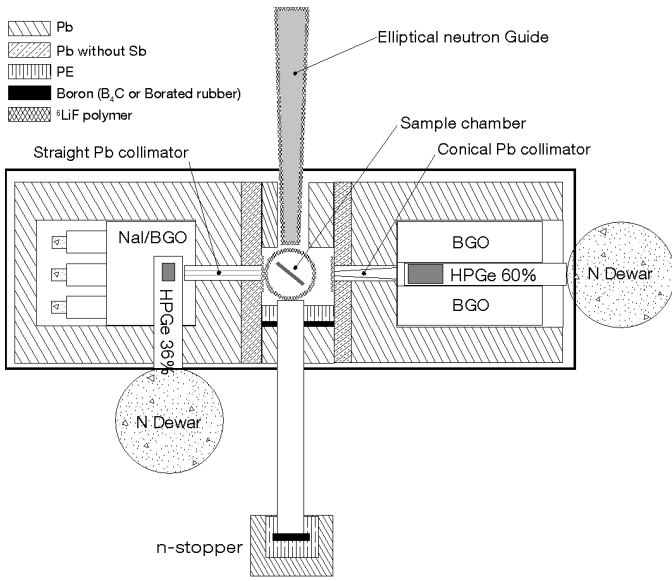 Pb
Pb without Sb
PE
Boron (B₄C or Borated rubber)
⁶LiF polymer
Elliptical neutron Guide
Sample chamber
Straight Pb collimator
Conical Pb collimator
NaI/BGO
BGO
HPGe 60%
BGO
N Dewar
HPGe 36%
N Dewar
n-stopper